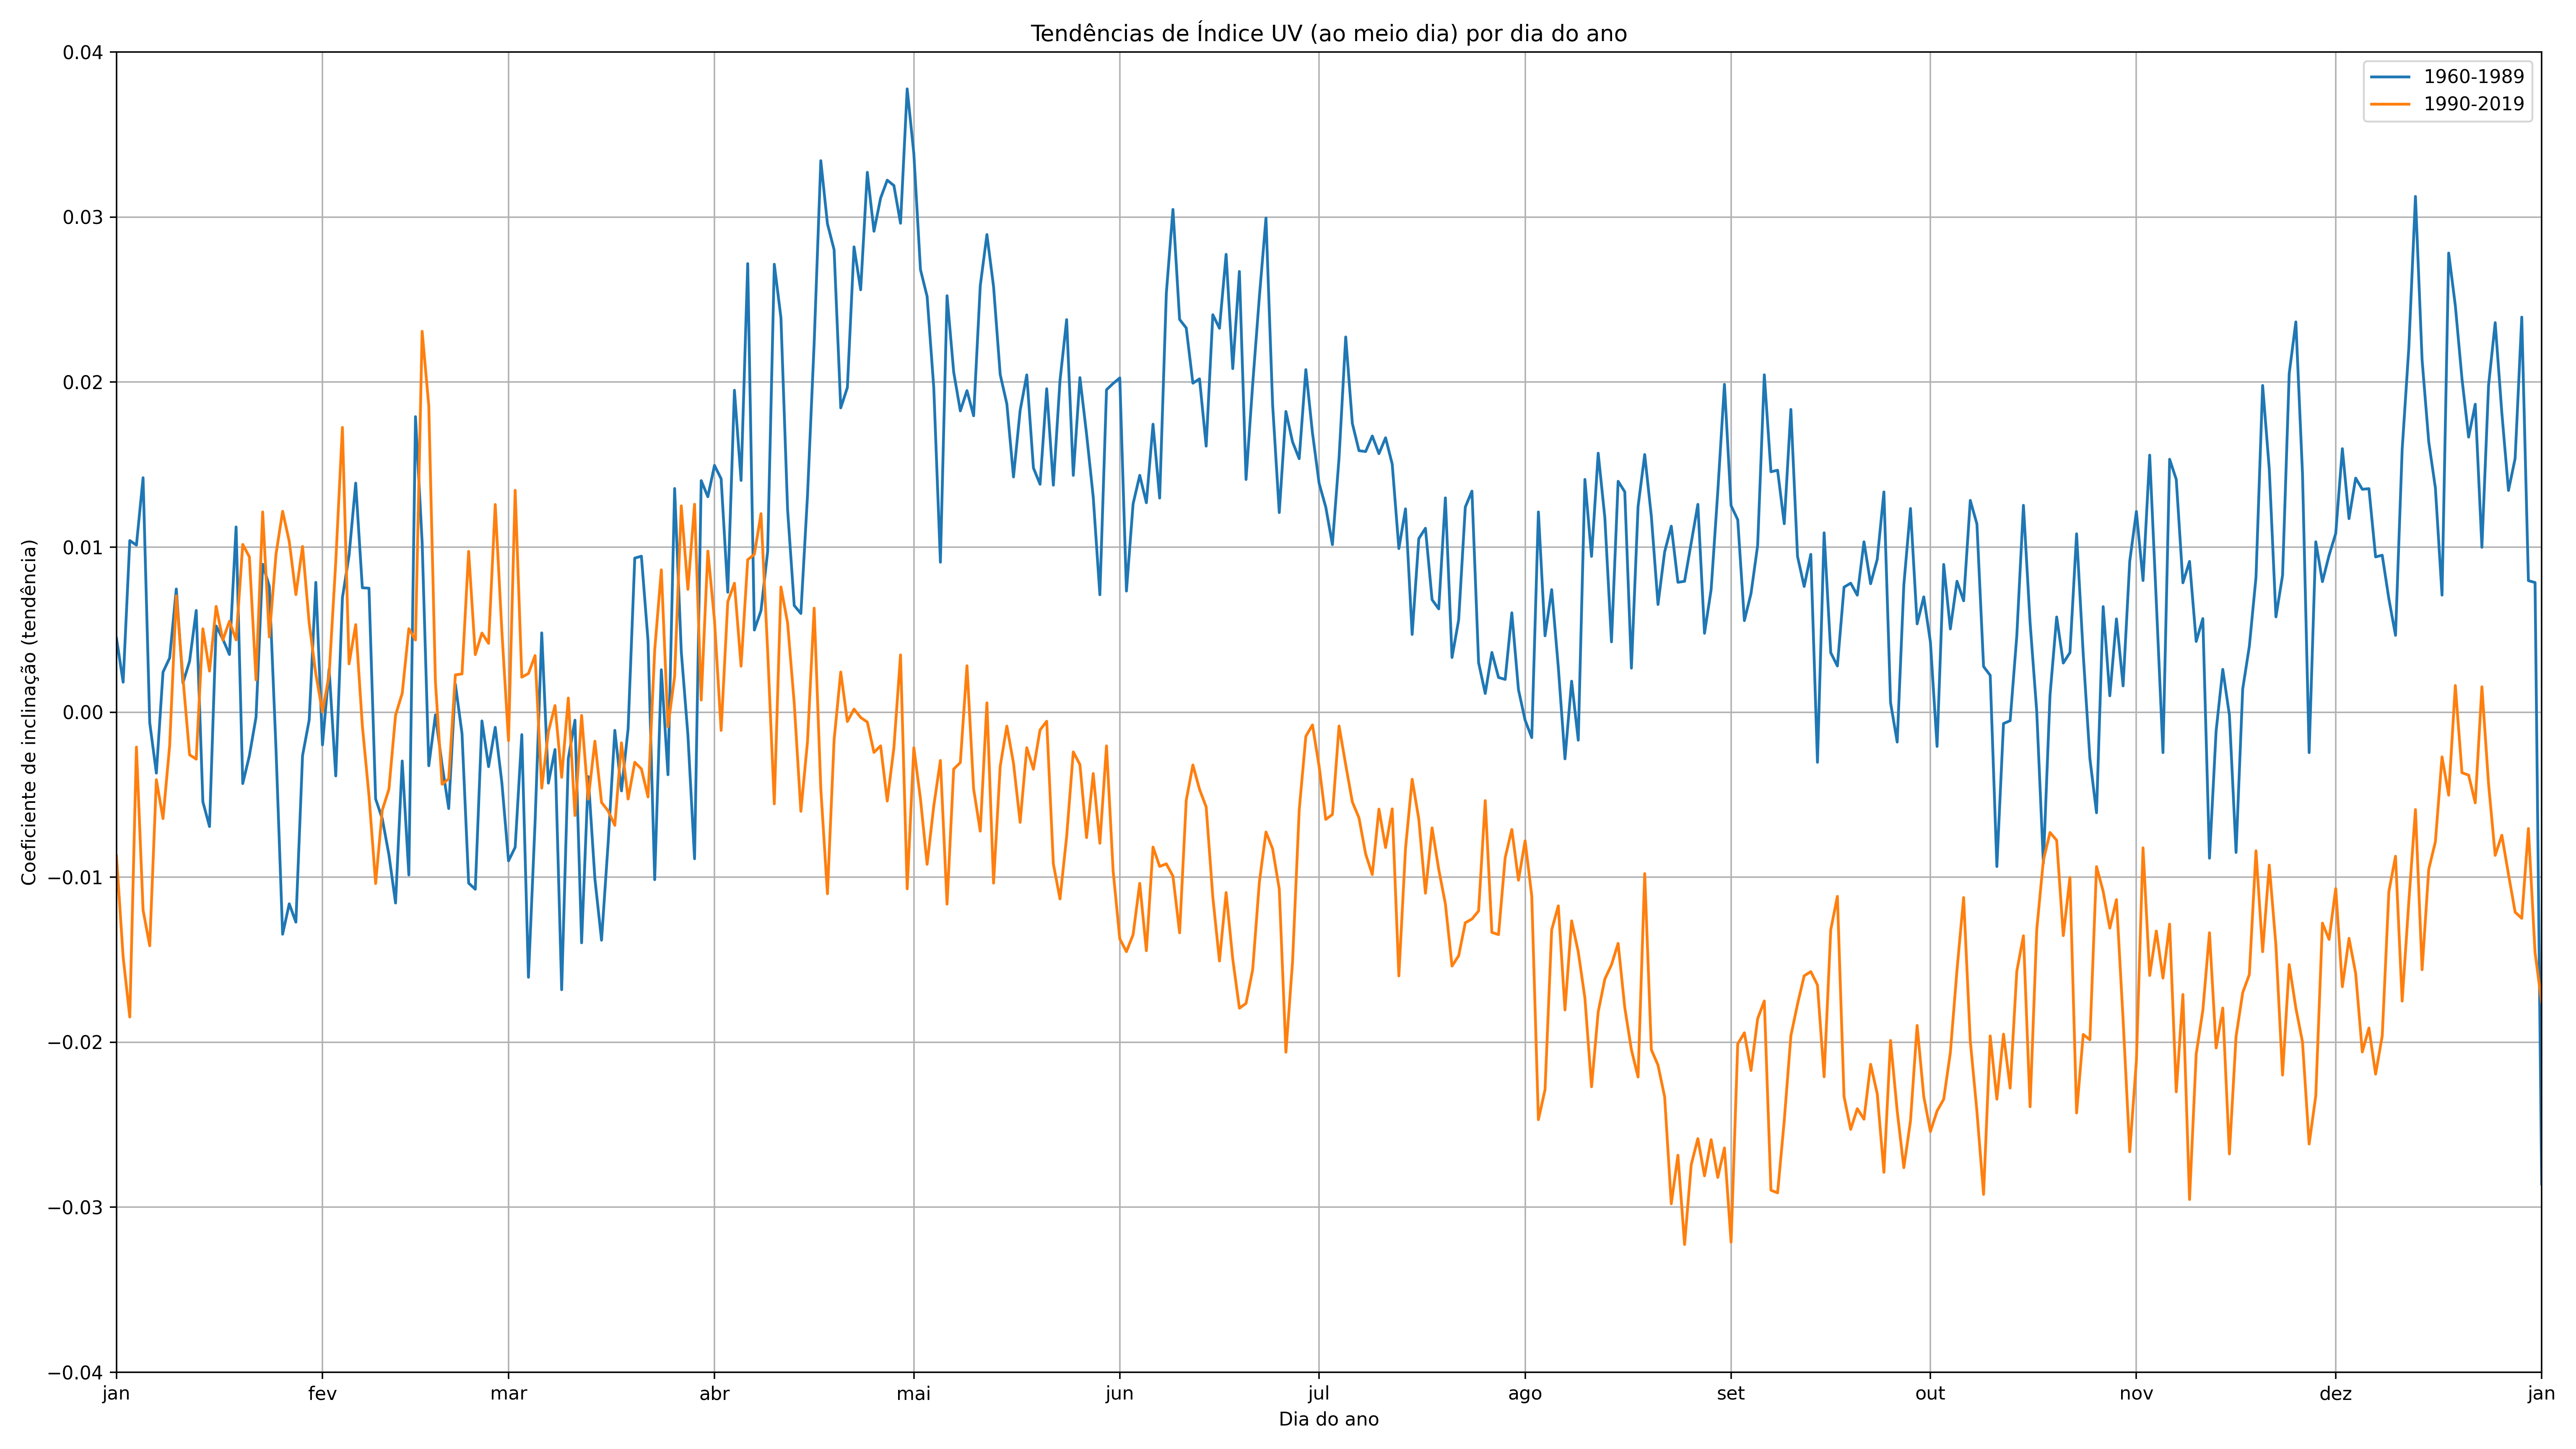 Tendências de Índice UV (ao meio dia) por dia do ano
1960-1989
1990-2019
Coeficiente de inclinação (tendência)
0.04
0.03
0.02
0.01
0.00
−0.01
−0.02
−0.03
−0.04
jan fev mar abr mai jun jul ago set out nov dez jan
Dia do ano